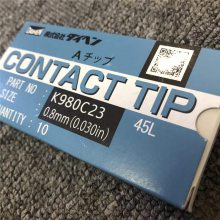 株式会社ダイヘン
Aチップ
CONTACT TIP
PART NO K980C23
SIZE : 0.8mm(0.030in) 45L
QUANTITY : 10